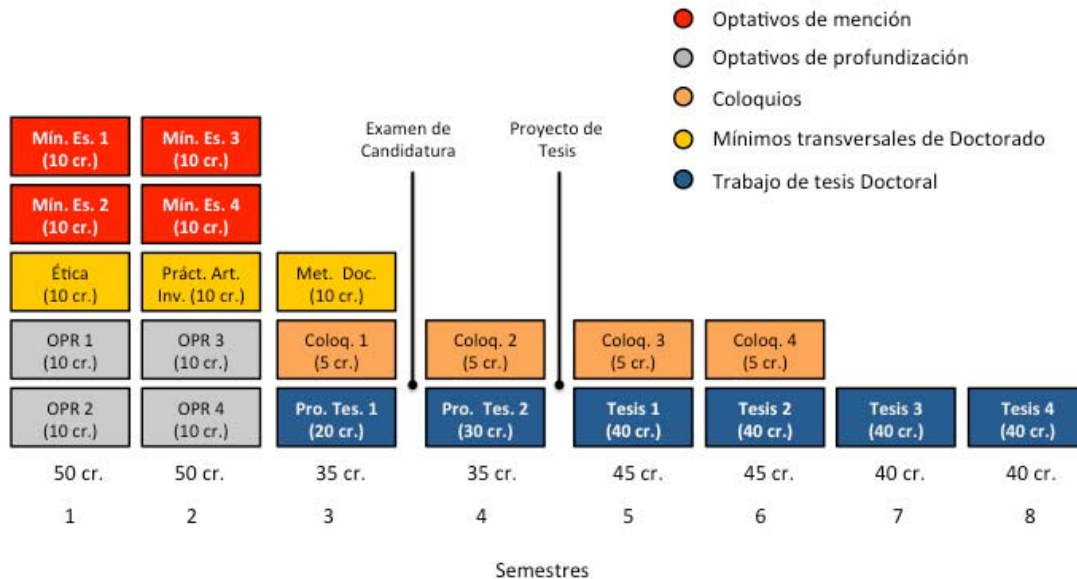 Optativos de mención
Optativos de profundización
Coloquios
Mínimos transversales de Doctorado
Trabajo de tesis Doctoral
Examen de
Candidatura
Proyecto de
Tesis
Mín. Es. 1
(10 cr.)
Mín. Es. 3
(10 cr.)
Mín. Es. 2
(10 cr.)
Mín. Es. 4
(10 cr.)
Ética
(10 cr.)
Práct. Art.
Inv. (10 cr.)
Met. Doc.
(10 cr.)
OPR 1
(10 cr.)
OPR 3
(10 cr.)
Coloq. 1
(5 cr.)
Coloq. 2
(5 cr.)
Coloq. 3
(5 cr.)
Coloq. 4
(5 cr.)
OPR 2
(10 cr.)
OPR 4
(10 cr.)
Pro. Tes. 1
(20 cr.)
Pro. Tes. 2
(30 cr.)
Tesis 1
(40 cr.)
Tesis 2
(40 cr.)
Tesis 3
(40 cr.)
Tesis 4
(40 cr.)
50 cr. 50 cr. 35 cr. 35 cr. 45 cr. 45 cr. 40 cr. 40 cr.
1 2 3 4 5 6 7 8
Semestres